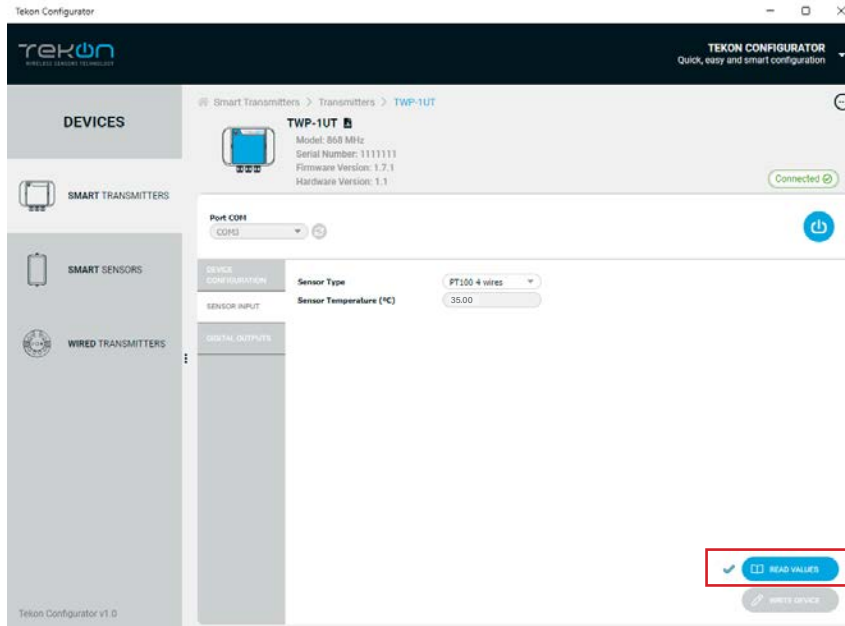 Tekon Configurator
TEKON
WIRELESS SENSORS TECHNOLOGY
TEKON CONFIGURATOR
Quick, easy and smart configuration
DEVICES
SMART TRANSMITTERS
SMART SENSORS
WIRED TRANSMITTERS
Tekon Configurator v1.0
Smart Transmitters > Transmitters > TWP-1UT
TWP-1UT
Model: 868 MHz
Serial Number: 1111111
Firmware Version: 1.7.1
Hardware Version: 1.1
Connected
Port COM
COM3
DEVICE
CONFIGURATION
SENSOR INPUT
DIGITAL OUTPUTS
Sensor Type PT100 4 wires
Sensor Temperature (ºC) 35.00
READ VALUES
WRITE DEVICE